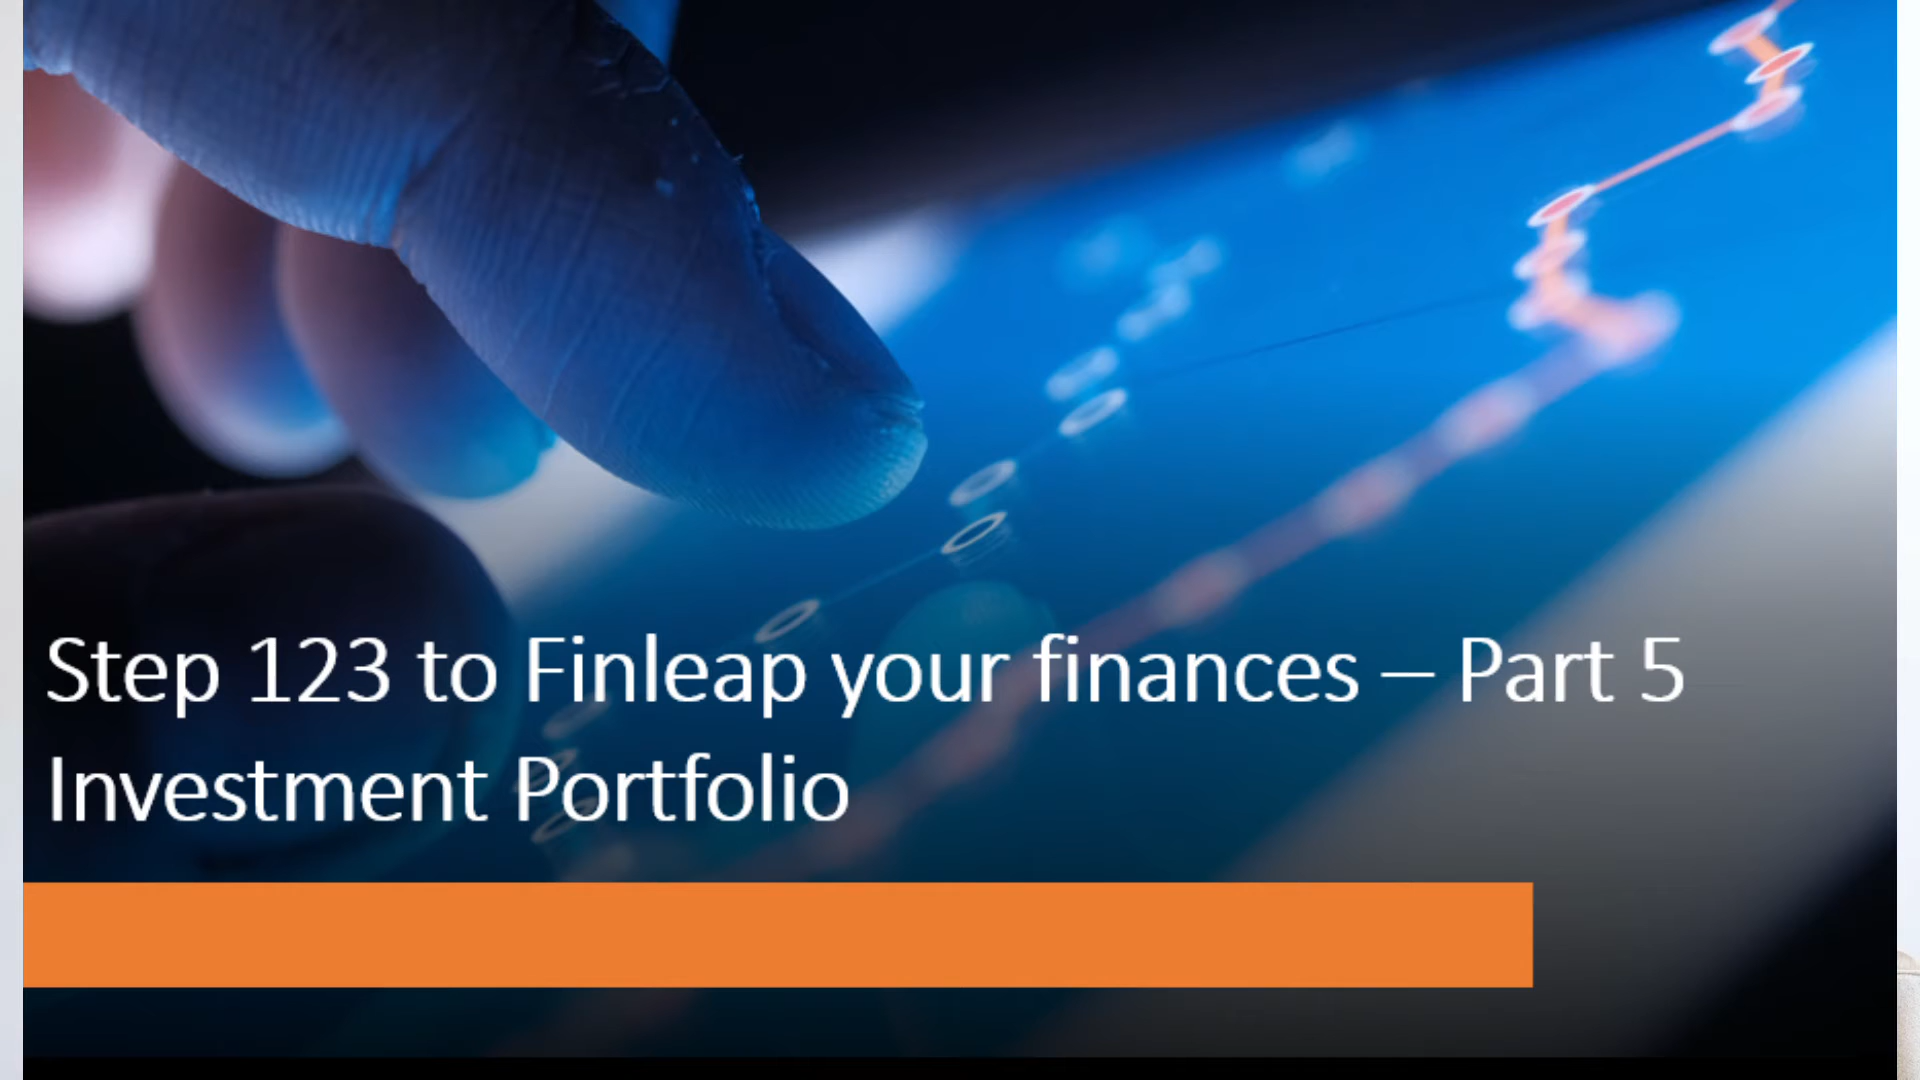 Step 123 to Finleap your finances – Part 5
Investment Portfolio